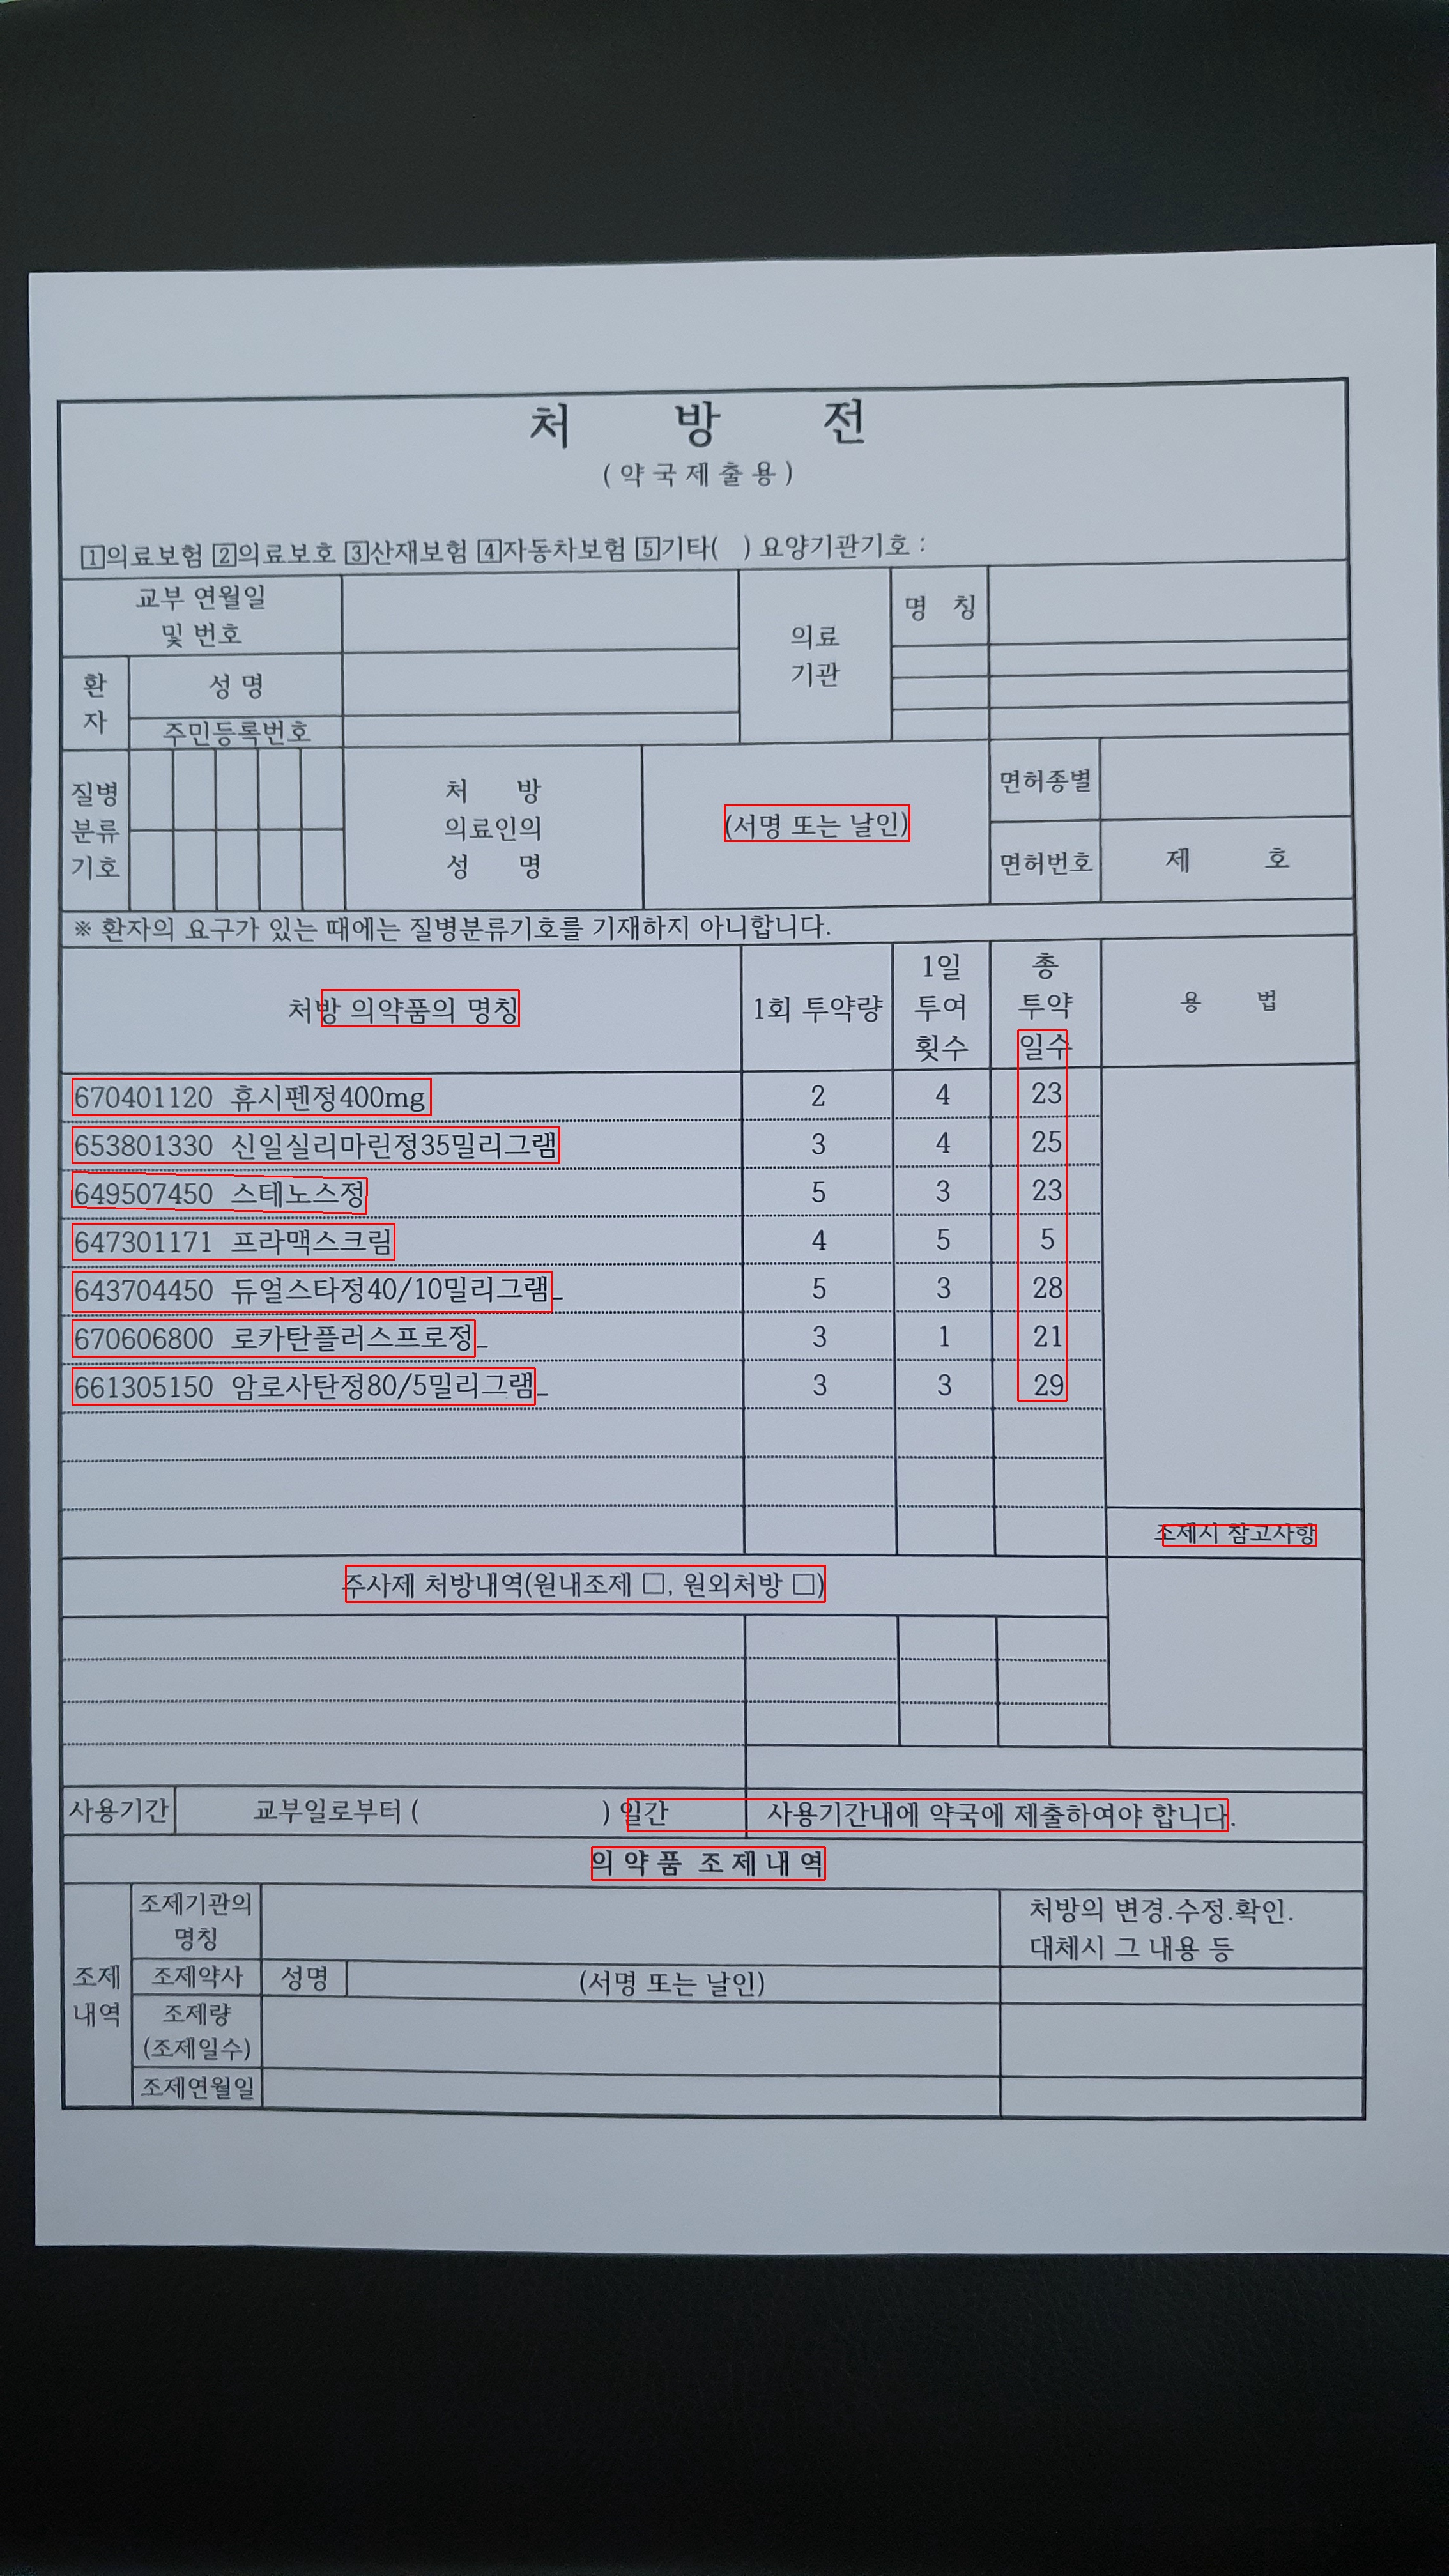 처 방 전
(약국제출용)
1의료보험 2의료보호 3산재보험 4자동차보험 5기타( ) 요양기관기호 :
교부 연월일
및 번호
의료
기관
명 칭
환
자
성 명
주민등록번호
질병
분류
기호
처 방
의료인의
성 명
(서명 또는 날인)
면허종별
면허번호
제 호
※ 환자의 요구가 있는 때에는 질병분류기호를 기재하지 아니합니다.
처방 의약품의 명칭
1회 투약량
1일
투여
횟수
총
투약
일수
용 법
670401120 휴시펜정400mg 2 4 23
653801330 신일실리마린정35밀리그램 3 4 25
649507450 스테노스정 5 3 23
647301171 프라맥스크림 4 5 5
643704450 듀얼스타정40/10밀리그램_ 5 3 28
670606800 로카탄플러스프로정_ 3 1 21
661305150 암로사탄정80/5밀리그램_ 3 3 29
조제시 참고사항
주사제 처방내역(원내조제 □, 원외처방 □)
사용기간 교부일로부터 ( ) 일간 사용기간내에 약국에 제출하여야 합니다.
의 약 품 조 제 내 역
조제
내역
조제기관의
명칭
처방의 변경.수정.확인.
대체시 그 내용 등
조제약사 성명 (서명 또는 날인)
조제량
(조제일수)
조제연월일